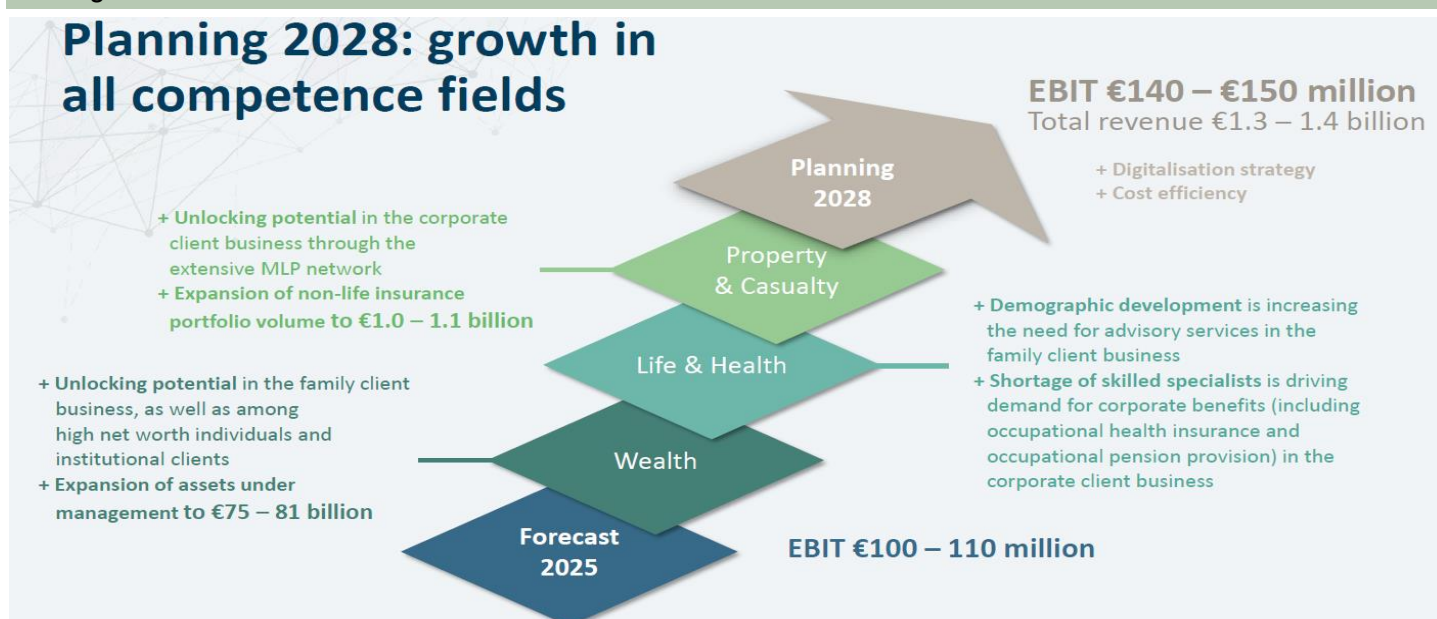 Planning 2028: growth in
all competence fields
EBIT €140 – €150 million
Total revenue €1.3 – 1.4 billion
+ Digitalisation strategy
+ Cost efficiency
Planning
2028
+ Unlocking potential in the corporate
client business through the
extensive MLP network
+ Expansion of non-life insurance
portfolio volume to €1.0 – 1.1 billion
Property
& Casualty
+ Demographic development is increasing
the need for advisory services in the
family client business
+ Shortage of skilled specialists is driving
demand for corporate benefits (including
occupational health insurance and
occupational pension provision) in the
corporate client business
Life & Health
+ Unlocking potential in the family client
business, as well as among
high net worth individuals and
institutional clients
+ Expansion of assets under
management to €75 – 81 billion
Wealth
Forecast
2025
EBIT €100 – 110 million